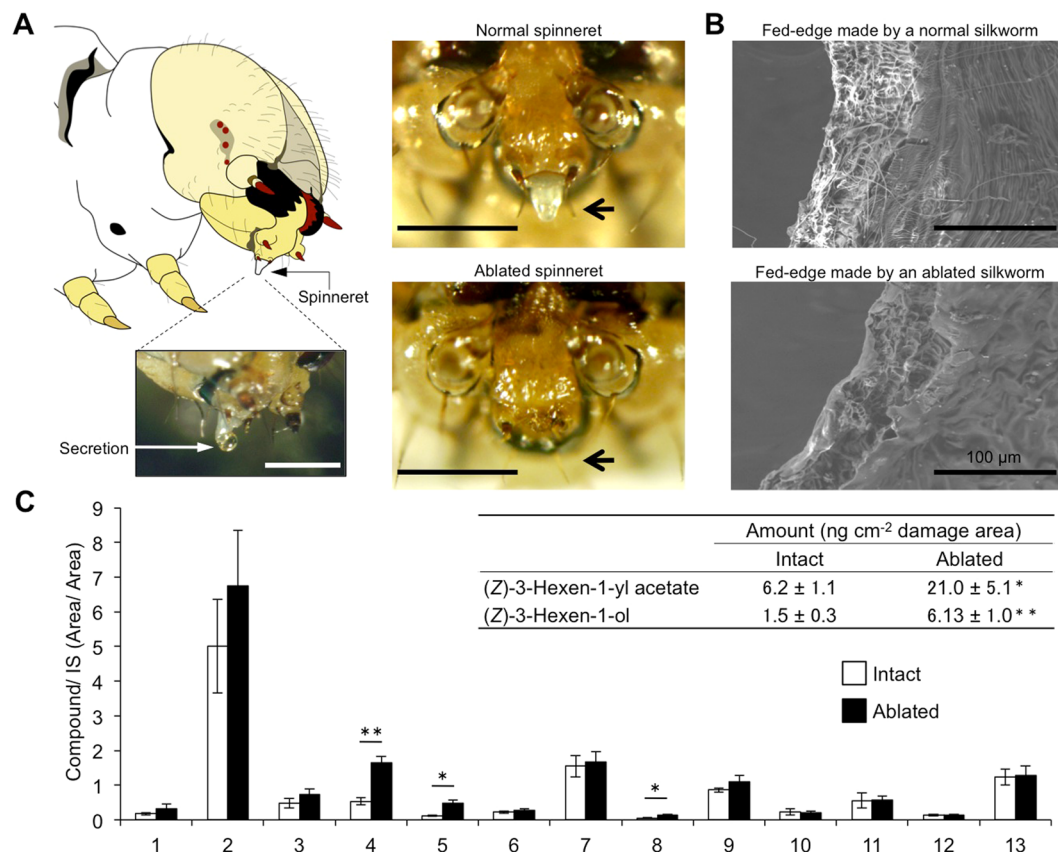 A
Normal spinneret
B
Fed-edge made by a normal silkworm
Spinneret
Secretion
Ablated spinneret
Fed-edge made by an ablated silkworm
100 μm
C
Compound/ IS (Area/ Area)
9
8
7
6
5
4
3
2
1
0
Amount (ng cm-2 damage area)
Intact Ablated
(Z)-3-Hexen-1-yl acetate 6.2 ± 1.1 21.0 ± 5.1 *
(Z)-3-Hexen-1-ol 1.5 ± 0.3 6.13 ± 1.0 * *
Intact
Ablated
**
*
*
1 2 3 4 5 6 7 8 9 10 11 12 13